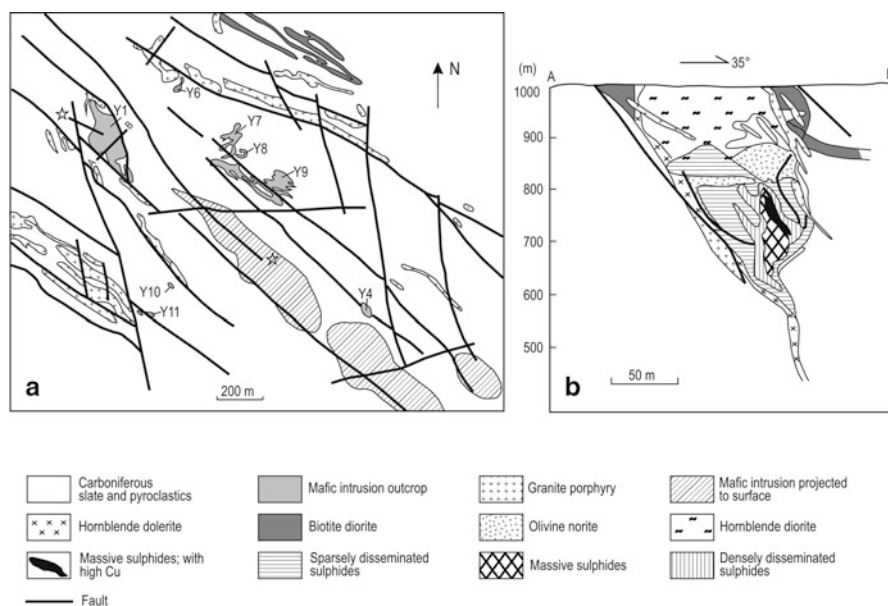 Y1
Y6
Y7
Y8
Y9
Y10
Y11
Y4
N
a
200 m
35°
(m)
A
1000
900
800
700
600
500
b
50 m
Carboniferous
slate and pyroclastics
Mafic intrusion outcrop
Granite porphyry
Mafic intrusion projected
to surface
Hornblende dolerite
Biotite diorite
Olivine norite
Hornblende diorite
Massive sulphides; with
high Cu
Sparsely disseminated
sulphides
Massive sulphides
Densely disseminated
sulphides
Fault